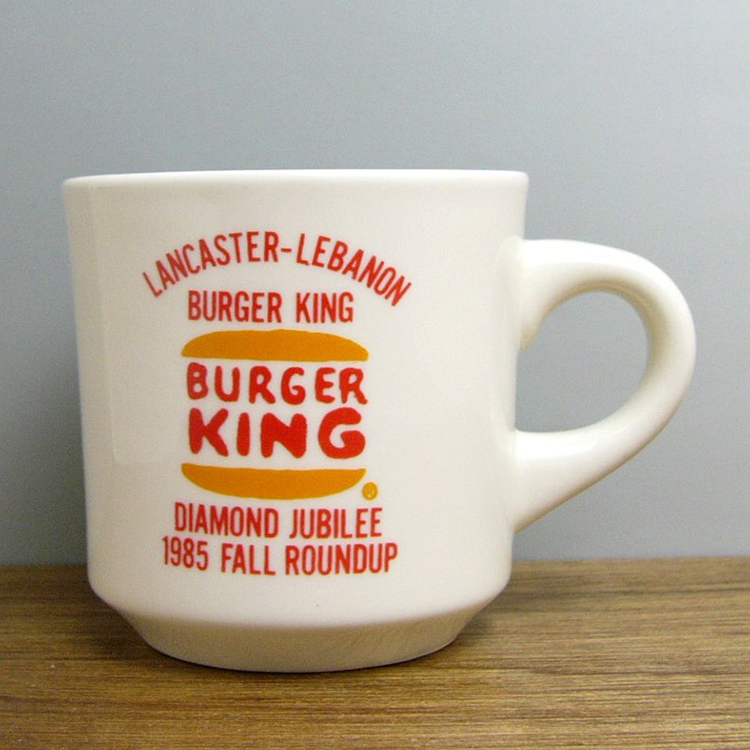 LANCASTER-LEBANON
BURGER KING
BURGER
KING
DIAMOND JUBILEE
1985 FALL ROUNDUP